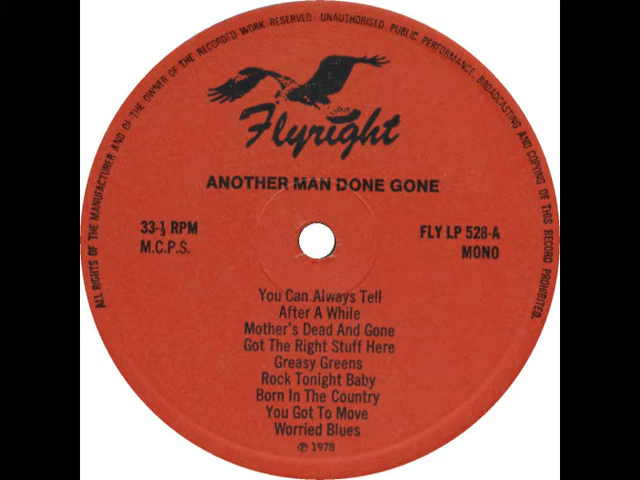 ALL RIGHTS OF THE MANUFACTURER AND OF THE OWNER OF THE RECORDED WORK RESERVED. UNAUTHORISED PUBLIC PERFORMANCE, BROADCASTING AND COPYING OF THIS RECORD PROHIBITED.
Flyright
ANOTHER MAN DONE GONE
33-⅓ RPM
M.C.P.S.
FLY LP 528-A
MONO
You Can Always Tell
After A While
Mother's Dead And Gone
Got The Right Stuff Here
Greasy Greens
Rock Tonight Baby
Born In The Country
You Got To Move
Worried Blues
℗ 1978